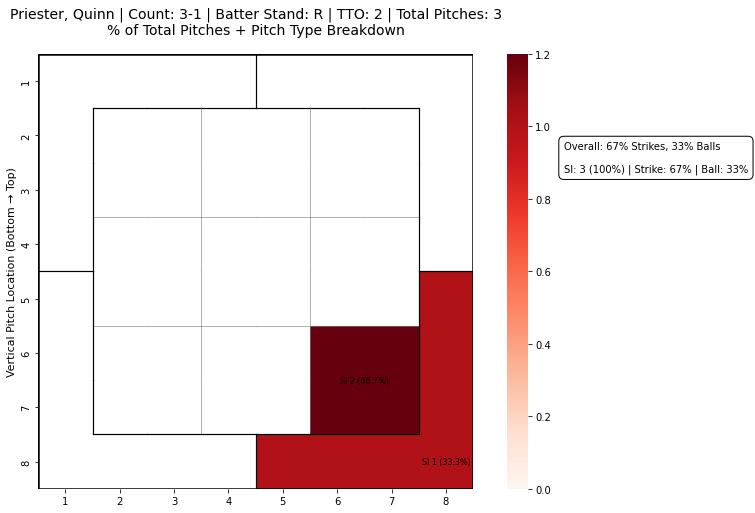 Priester, Quinn | Count: 3-1 | Batter Stand: R | TTO: 2 | Total Pitches: 3
% of Total Pitches + Pitch Type Breakdown
Vertical Pitch Location (Bottom → Top)
1
2
3
4
5
6
7
8
SI 2 (66.7%)
SI 1 (33.3%)
1 2 3 4 5 6 7 8
1.2
1.0
0.8
0.6
0.4
0.2
0.0
Overall: 67% Strikes, 33% Balls
SI: 3 (100%) | Strike: 67% | Ball: 33%